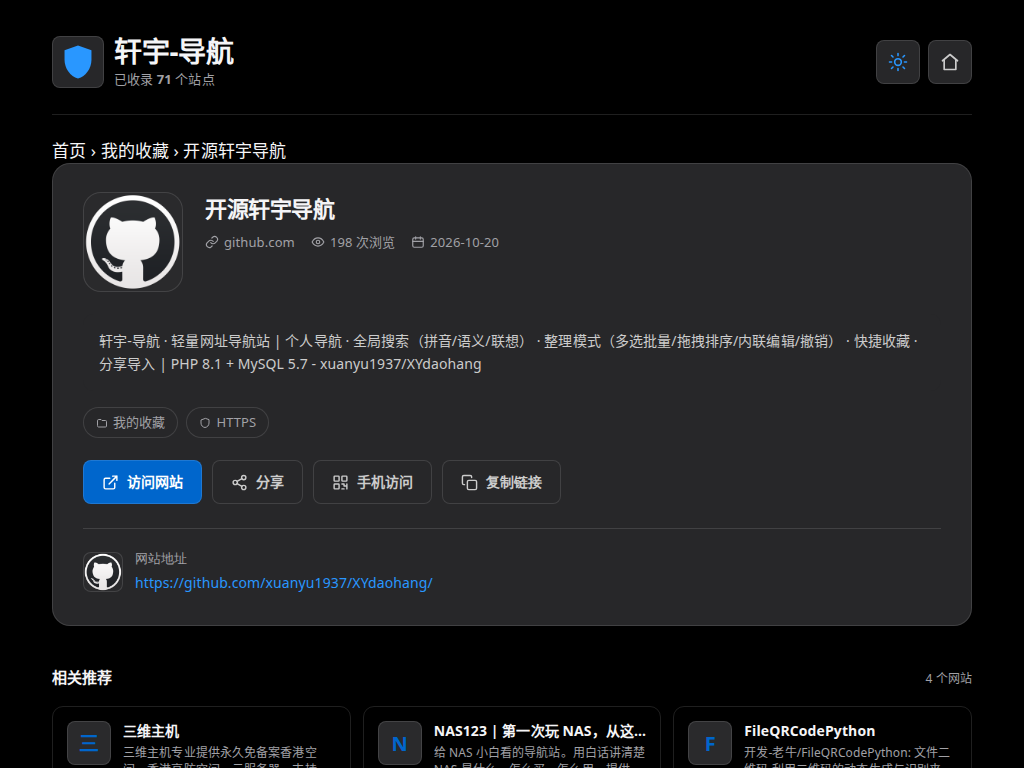 轩宇-导航
已收录 71 个站点
首页 › 我的收藏 › 开源轩宇导航
开源轩宇导航
github.com 198 次浏览 2026-10-20
轩宇-导航 · 轻量网址导航站 | 个人导航 · 全局搜索（拼音/语义/联想） · 整理模式（多选批量/拖拽排序/内联编辑/撤销） · 快捷收藏 ·
分享导入 | PHP 8.1 + MySQL 5.7 - xuanyu1937/XYdaohang
我的收藏 HTTPS
访问网站 分享 手机访问 复制链接
网站地址
https://github.com/xuanyu1937/XYdaohang/
相关推荐 4 个网站
三 三维主机
三维主机专业提供永久免备案香港空
N NAS123 | 第一次玩 NAS，从这...
给 NAS 小白看的导航站。用白话讲清楚
F FileQRCodePython
开发-老牛/FileQRCodePython: 文件二